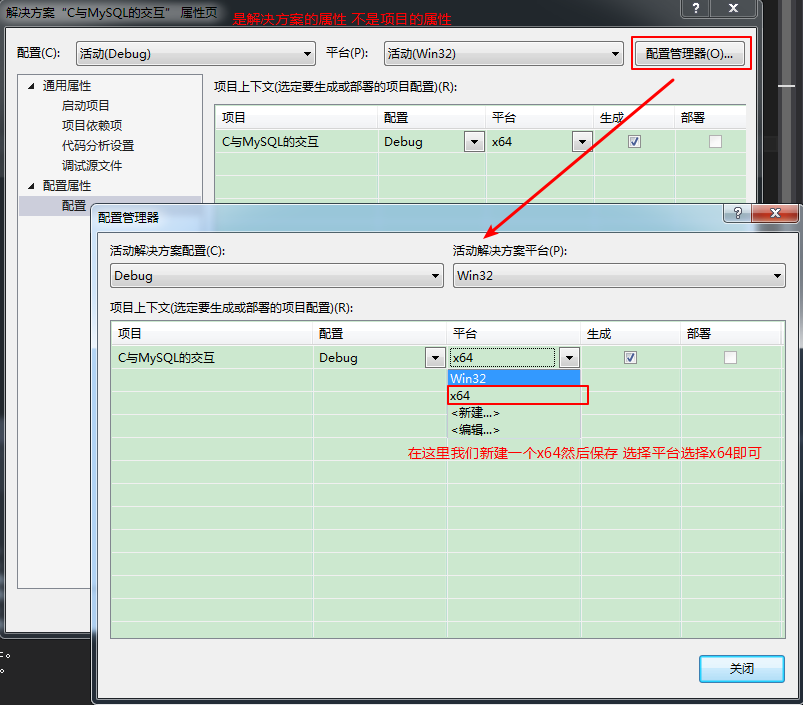 解决方案“C与MySQL的交互” 属性页
是解决方案的属性 不是项目的属性
配置(C):
活动(Debug)
平台(P):
活动(Win32)
配置管理器(O)...
通用属性
启动项目
项目依赖项
代码分析设置
调试源文件
配置属性
配置
项目上下文(选定要生成或部署的项目配置)(R):
项目 配置 平台 生成 部署
C与MySQL的交互 Debug x64
配置管理器
活动解决方案配置(C):
活动解决方案平台(P):
Debug
Win32
项目上下文(选定要生成或部署的项目配置)(R):
项目 配置 平台 生成 部署
C与MySQL的交互 Debug x64
Win32
x64
<新建...>
<编辑...>
在这里我们新建一个x64然后保存 选择平台选择x64即可
关闭